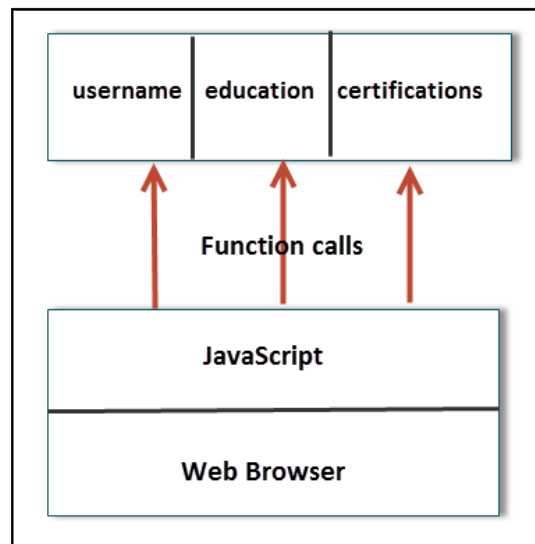 username education certifications
Function calls
JavaScript
Web Browser